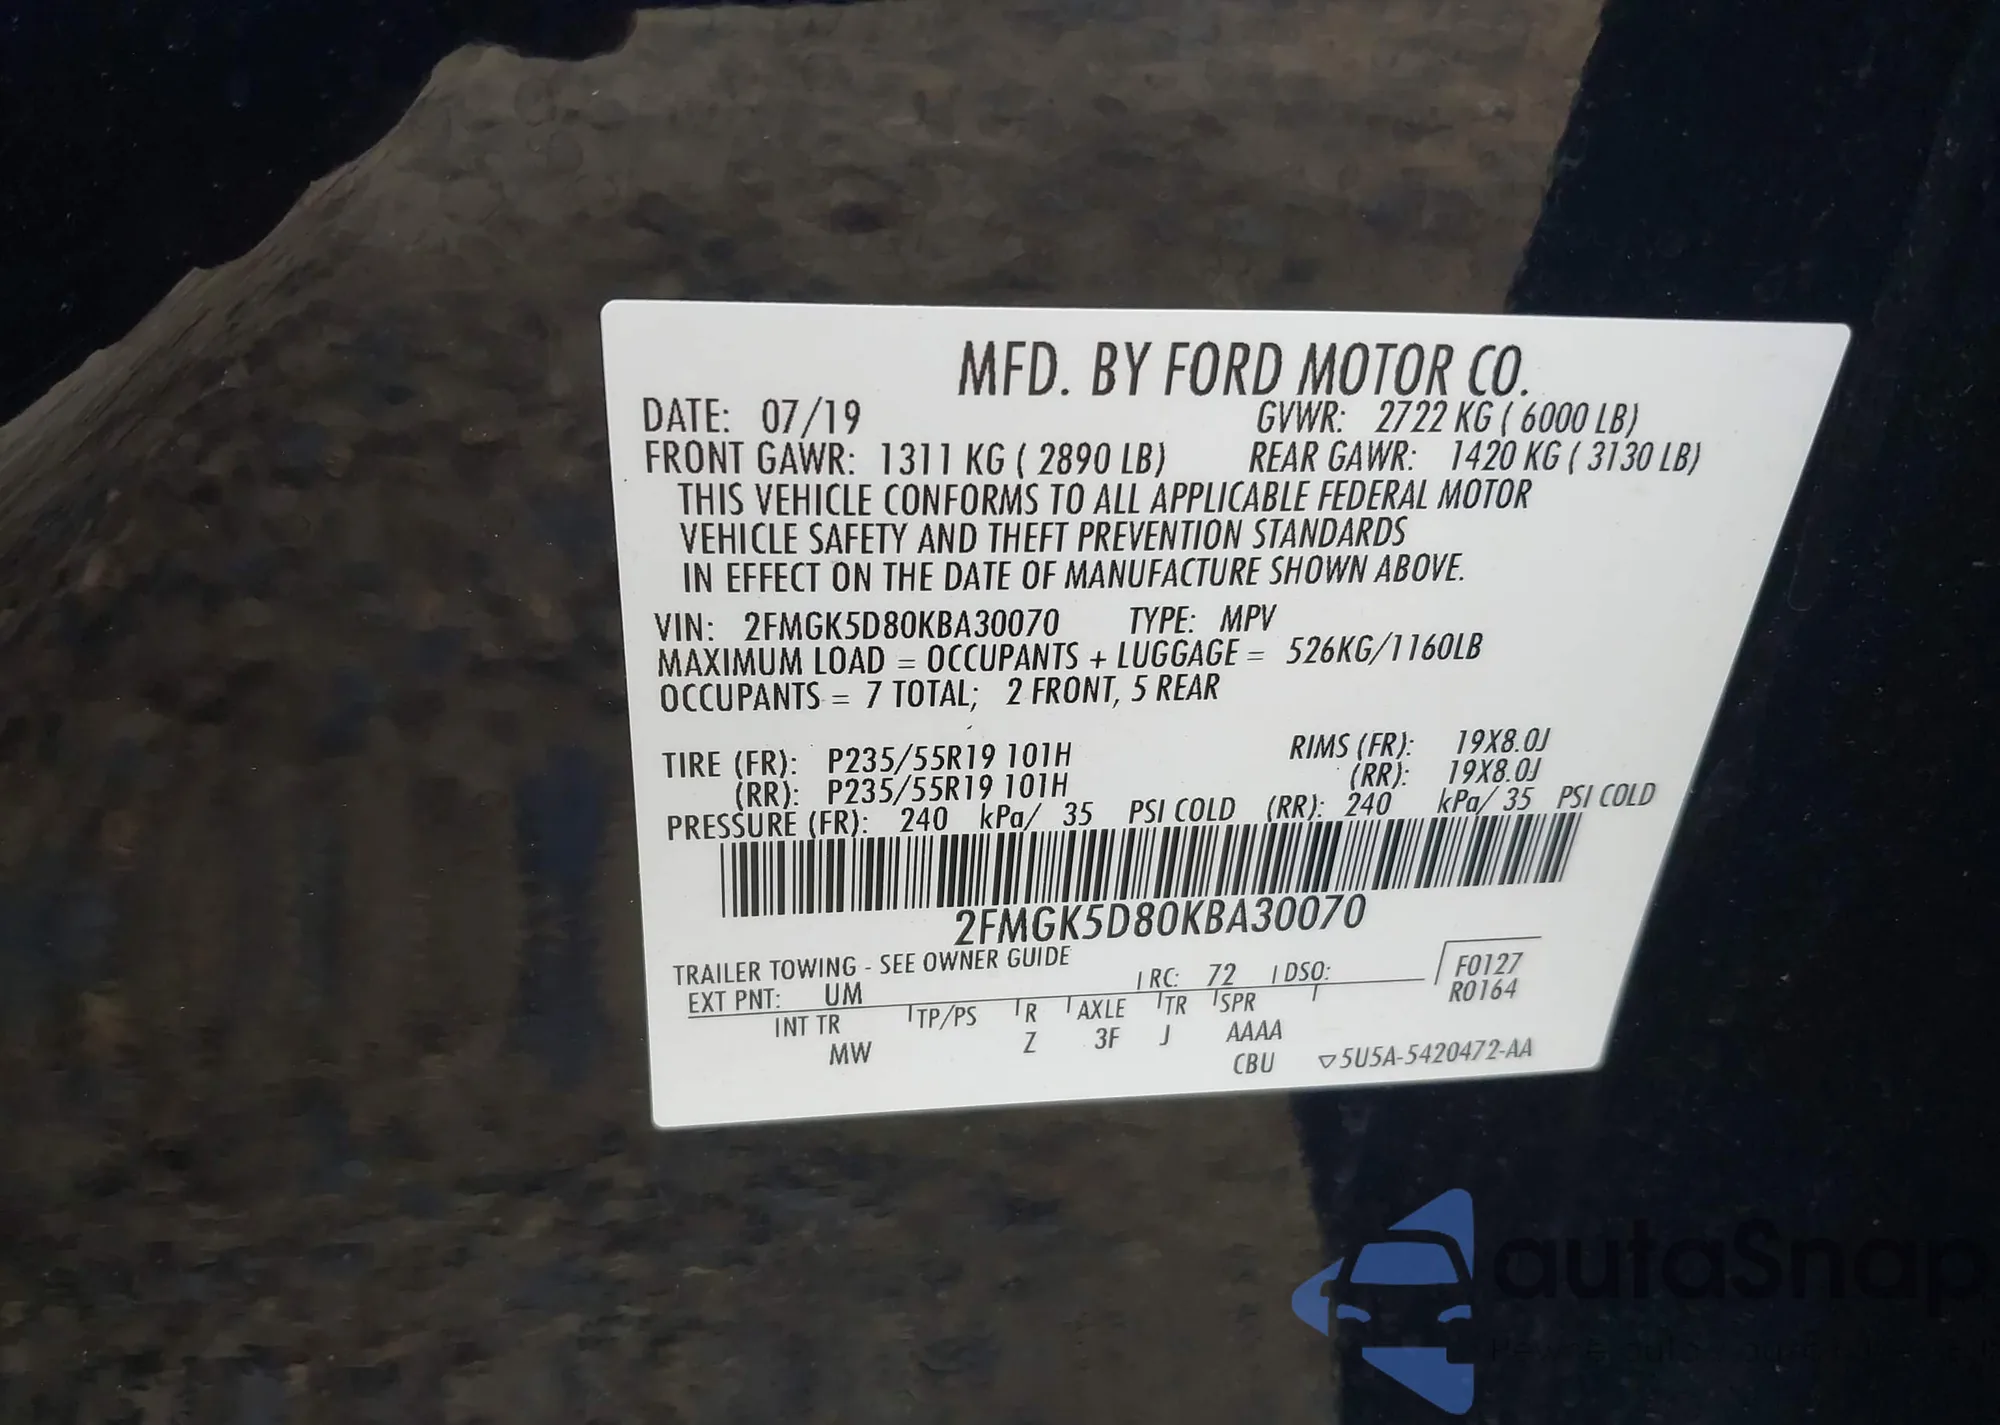 MFD. BY FORD MOTOR CO.
DATE: 07/19 GVWR: 2722 KG ( 6000 LB)
FRONT GAWR: 1311 KG ( 2890 LB) REAR GAWR: 1420 KG ( 3130 LB)
THIS VEHICLE CONFORMS TO ALL APPLICABLE FEDERAL MOTOR
VEHICLE SAFETY AND THEFT PREVENTION STANDARDS
IN EFFECT ON THE DATE OF MANUFACTURE SHOWN ABOVE.
VIN: 2FMGK5D80KBA30070 TYPE: MPV
MAXIMUM LOAD = OCCUPANTS + LUGGAGE = 526KG/1160LB
OCCUPANTS = 7 TOTAL; 2 FRONT, 5 REAR
TIRE (FR): P235/55R19 101H RIMS (FR): 19X8.0J
(RR): P235/55R19 101H (RR): 19X8.0J
PRESSURE (FR): 240 kPa/ 35 PSI COLD (RR): 240 kPa/ 35 PSI COLD
2FMGK5D80KBA30070
TRAILER TOWING - SEE OWNER GUIDE
EXT PNT: UM RC: 72 DSO: F0127
R0164
INT TR TP/PS R AXLE TR SPR
MW Z 3F J AAAA
CBU ▽5U5A-5420472-AA
autaSnap